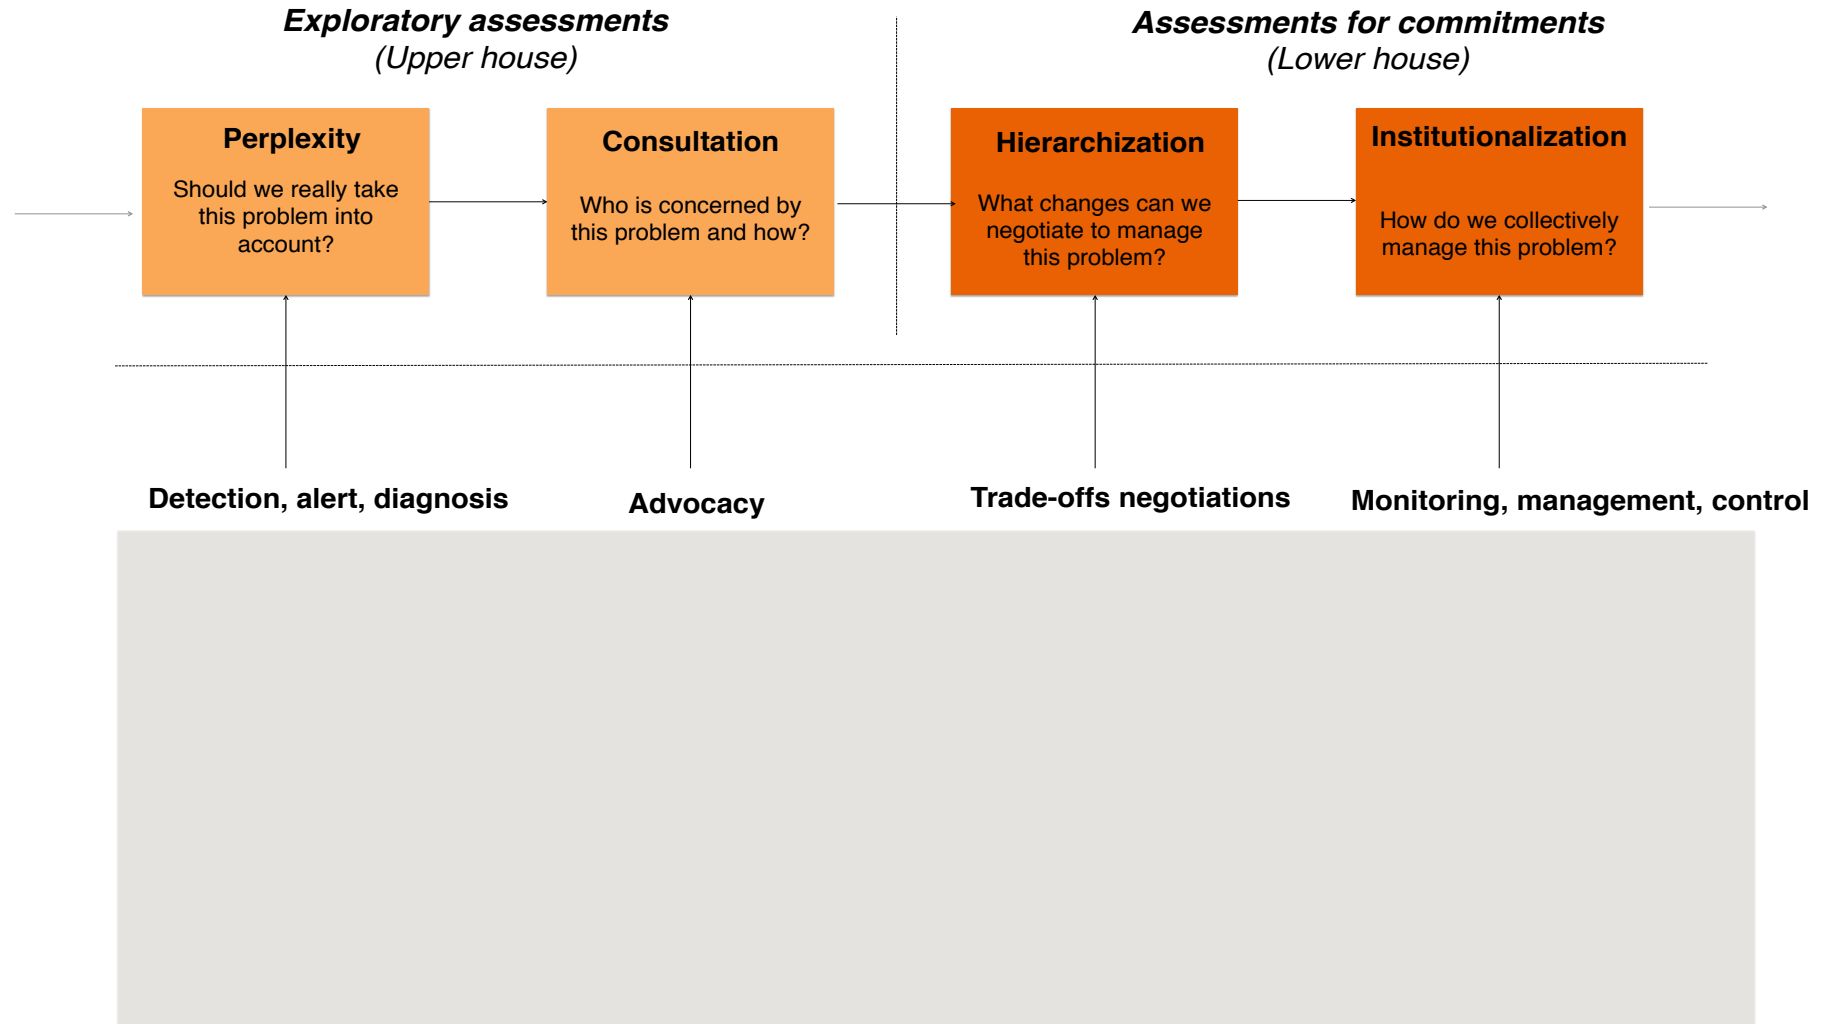 Exploratory assessments
(Upper house)
Assessments for commitments
(Lower house)
Perplexity
Should we really take
this problem into
account?
Consultation
Who is concerned by
this problem and how?
Hierarchization
What changes can we
negotiate to manage
this problem?
Institutionalization
How do we collectively
manage this problem?
Detection, alert, diagnosis
Advocacy
Trade-offs negotiations
Monitoring, management, control